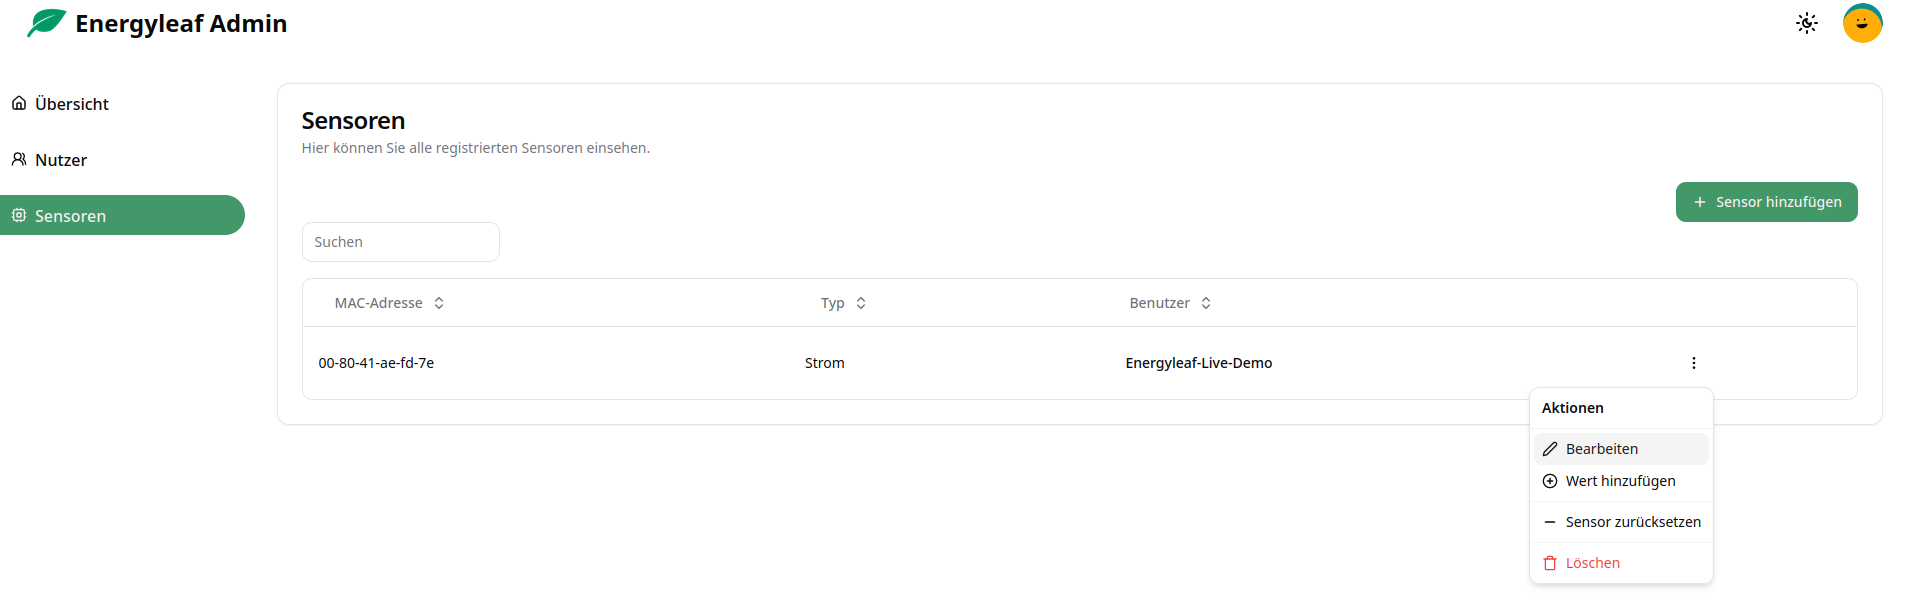 Energyleaf Admin
Übersicht
Nutzer
Sensoren
Sensoren
Hier können Sie alle registrierten Sensoren einsehen.
Sensor hinzufügen
Suchen
MAC-Adresse Typ Benutzer
00-80-41-ae-fd-7e Strom Energyleaf-Live-Demo
Aktionen
Bearbeiten
Wert hinzufügen
Sensor zurücksetzen
Löschen